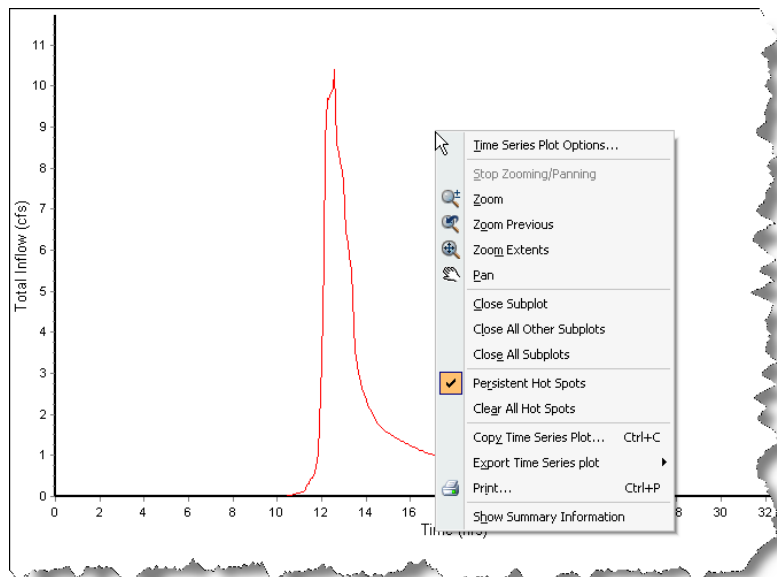 11
10
9
8
7
6
5
4
3
2
1
0
Total Inflow (cfs)
0 2 4 6 8 10 12 14 16 28 30 32
Time (hrs)
Time Series Plot Options...
Stop Zooming/Panning
Zoom
Zoom Previous
Zoom Extents
Pan
Close Subplot
Close All Other Subplots
Close All Subplots
Persistent Hot Spots
Clear All Hot Spots
Copy Time Series Plot... Ctrl+C
Export Time Series plot
Print... Ctrl+P
Show Summary Information